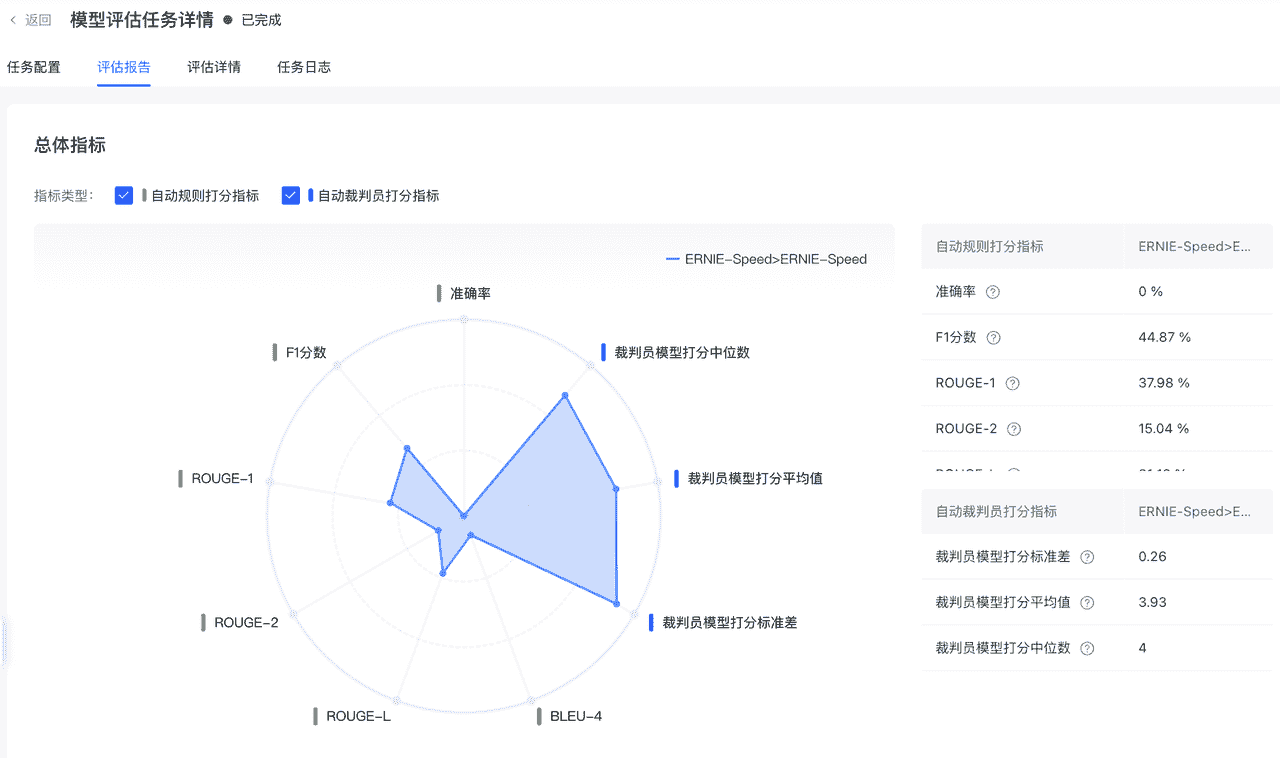 返回 模型评估任务详情 已完成
任务配置 评估报告 评估详情 任务日志
总体指标
指标类型: 自动规则打分指标 自动裁判员打分指标
ERNIE-Speed>ERNIE-Speed
准确率
F1分数
裁判员模型打分中位数
ROUGE-1
裁判员模型打分平均值
ROUGE-2
裁判员模型打分标准差
ROUGE-L
BLEU-4
自动规则打分指标 ERNIE-Speed>E...
准确率 0 %
F1分数 44.87 %
ROUGE-1 37.98 %
ROUGE-2 15.04 %
自动裁判员打分指标 ERNIE-Speed>E...
裁判员模型打分标准差 0.26
裁判员模型打分平均值 3.93
裁判员模型打分中位数 4